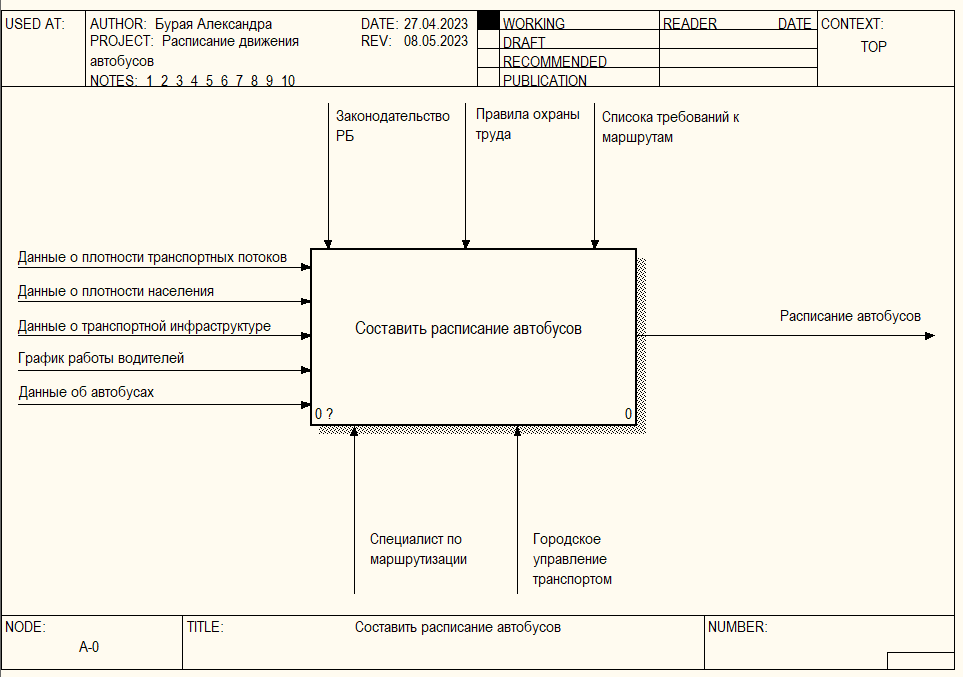 USED AT:
AUTHOR: Бурая Александра
DATE: 27.04.2023
PROJECT: Расписание движения
автобусов
REV: 08.05.2023
NOTES: 1 2 3 4 5 6 7 8 9 10
WORKING
DRAFT
RECOMMENDED
PUBLICATION
READER DATE
CONTEXT:
TOP
Законодательство
РБ
Правила охраны
труда
Списока требований к
маршрутам
Данные о плотности транспортных потоков
Данные о плотности населения
Данные о транспортной инфраструктуре
График работы водителей
Данные об автобусах
Составить расписание автобусов
0 ?
0
Расписание автобусов
Специалист по
маршрутизации
Городское
управление
транспортом
NODE:
A-0
TITLE:
Составить расписание автобусов
NUMBER: